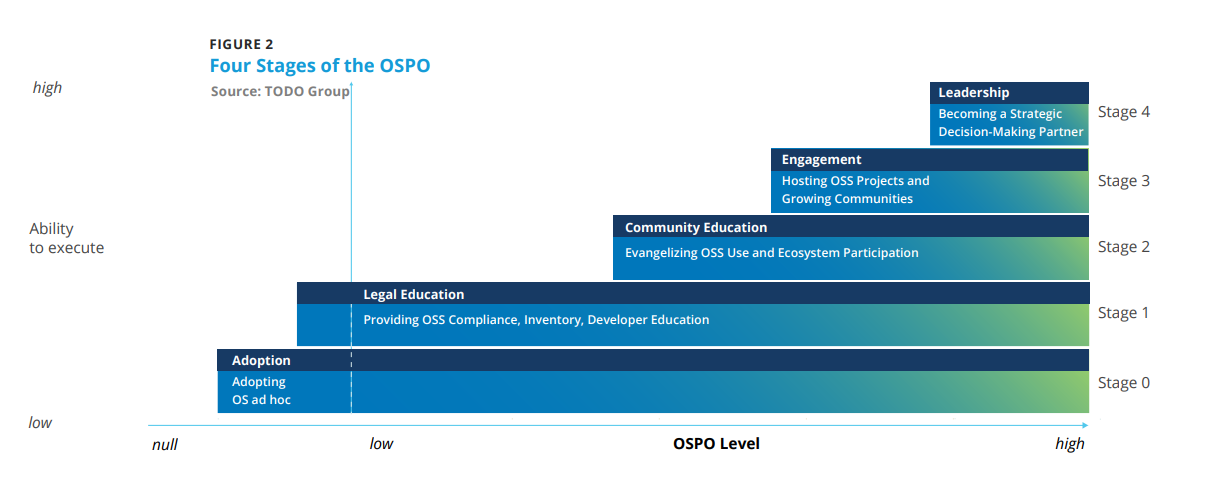 FIGURE 2
Four Stages of the OSPO
Source: TODO Group
high
Leadership
Becoming a Strategic
Decision-Making Partner
Stage 4
Engagement
Hosting OSS Projects and
Growing Communities
Stage 3
Ability
to execute
Community Education
Evangelizing OSS Use and Ecosystem Participation
Stage 2
Legal Education
Providing OSS Compliance, Inventory, Developer Education
Stage 1
Adoption
Adopting
OS ad hoc
Stage 0
low
null
low
OSPO Level
high